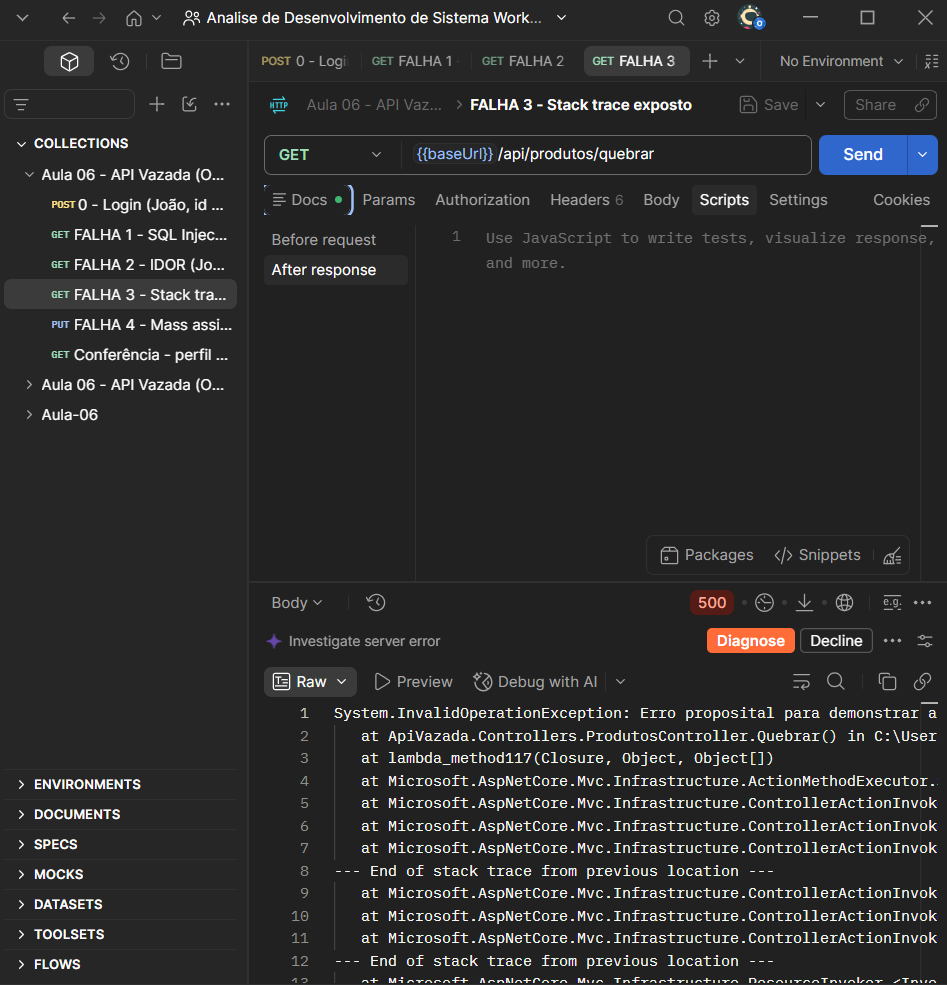 Analise de Desenvolvimento de Sistema Work...
POST 0 - Logi
GET FALHA 1
GET FALHA 2
GET FALHA 3
No Environment
HTTP
Aula 06 - API Vaz...
FALHA 3 - Stack trace exposto
Save
Share
COLLECTIONS
Aula 06 - API Vazada (O...
POST 0 - Login (João, id ...
GET FALHA 1 - SQL Injec...
GET FALHA 2 - IDOR (Jo...
GET FALHA 3 - Stack tra...
PUT FALHA 4 - Mass assi...
GET Conferência - perfil ...
Aula 06 - API Vazada (O...
Aula-06
ENVIRONMENTS
DOCUMENTS
SPECS
MOCKS
DATASETS
TOOLSETS
FLOWS
GET
{{baseUrl}} /api/produtos/quebrar
Send
Docs
Params
Authorization
Headers 6
Body
Scripts
Settings
Cookies
Before request
After response
1 Use JavaScript to write tests, visualize response,
and more.
Packages
Snippets
Body
500
e.g.
Investigate server error
Diagnose
Decline
Raw
Preview
Debug with AI
1 System.InvalidOperationException: Erro proposital para demonstrar a
2 at ApiVazada.Controllers.ProdutosController.Quebrar() in C:\User
3 at lambda_method117(Closure, Object, Object[])
4 at Microsoft.AspNetCore.Mvc.Infrastructure.ActionMethodExecutor.
5 at Microsoft.AspNetCore.Mvc.Infrastructure.ControllerActionInvok
6 at Microsoft.AspNetCore.Mvc.Infrastructure.ControllerActionInvok
7 at Microsoft.AspNetCore.Mvc.Infrastructure.ControllerActionInvok
8 --- End of stack trace from previous location ---
9 at Microsoft.AspNetCore.Mvc.Infrastructure.ControllerActionInvok
10 at Microsoft.AspNetCore.Mvc.Infrastructure.ControllerActionInvok
11 at Microsoft.AspNetCore.Mvc.Infrastructure.ControllerActionInvok
12 --- End of stack trace from previous location ---
13 at Microsoft.AspNetCore.Mvc.Infrastructure.ResourceInvoker.<Invo